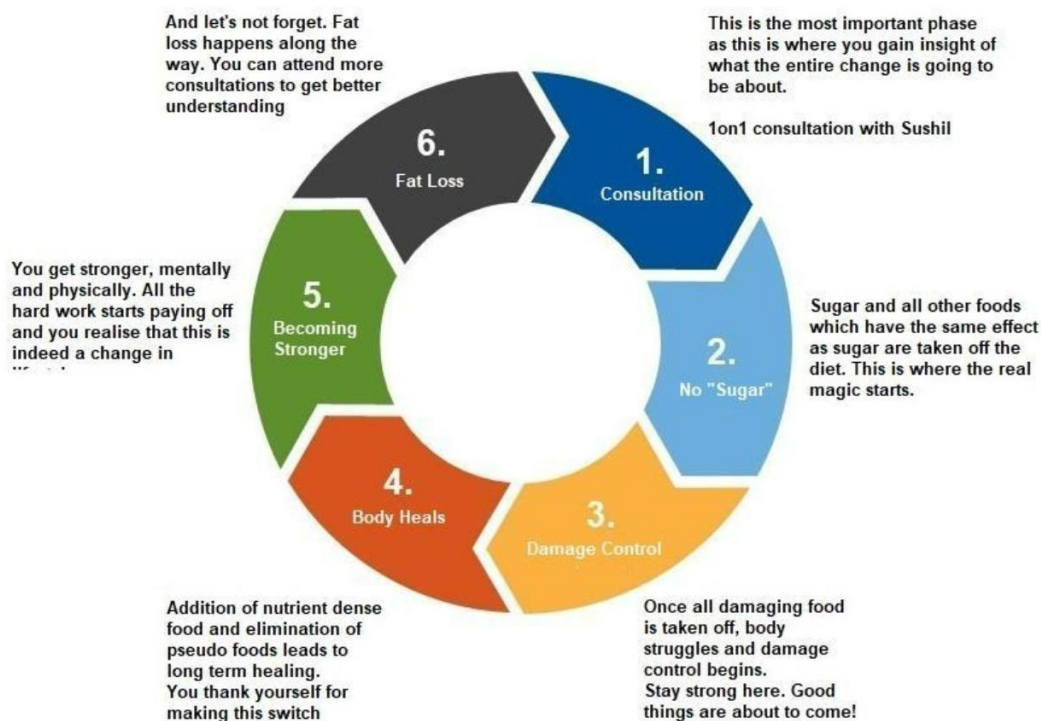 This is the most important phase
as this is where you gain insight of
what the entire change is going to
be about.
1on1 consultation with Sushil
1.
Consultation
Sugar and all other foods
which have the same effect
as sugar are taken off the
diet. This is where the real
magic starts.
2.
No "Sugar"
Once all damaging food
is taken off, body
struggles and damage
control begins.
Stay strong here. Good
things are about to come!
3.
Damage Control
Addition of nutrient dense
food and elimination of
pseudo foods leads to
long term healing.
You thank yourself for
making this switch
4.
Body Heals
You get stronger, mentally
and physically. All the
hard work starts paying off
and you realise that this is
indeed a change in
5.
Becoming
Stronger
And let's not forget. Fat
loss happens along the
way. You can attend more
consultations to get better
understanding
6.
Fat Loss